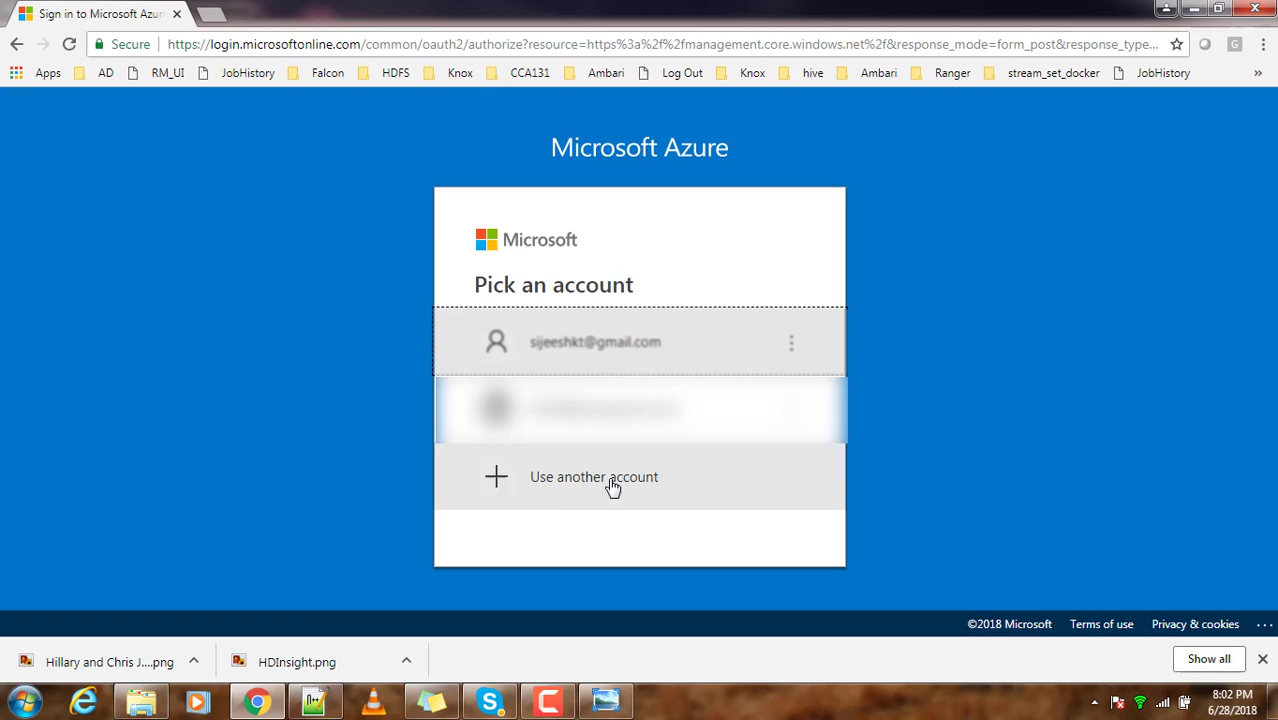 Sign in to Microsoft Azur
Secure
https://login.microsoftonline.com/common/oauth2/authorize?resource=https%3a%2f%2fmanagement.core.windows.net%2f&response_mode=form_post&response_type...
Apps AD RM_UI JobHistory Falcon HDFS Knox CCA131 Ambari Log Out Knox hive Ambari Ranger stream_set_docker JobHistory »
Microsoft Azure
Microsoft
Pick an account
sijeeshkt@gmail.com
Use another account
©2018 Microsoft Terms of use Privacy & cookies ...
Hillary and Chris J....png HDInsight.png Show all
8:02 PM
6/28/2018